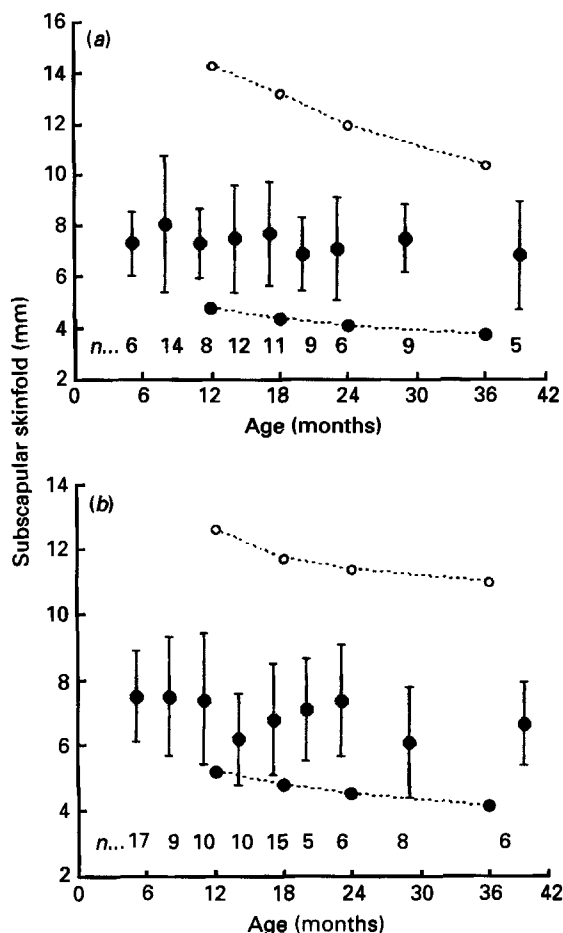 16
(a)
14
12
10
8
6
4
n... 6 14 8 12 11 9 6 9 5
2
0 6 12 18 24 30 36 42
Age (months)
Subscapular skinfold (mm)
14
(b)
12
10
8
6
4
n... 17 9 10 10 15 5 6 8 6
2
0 6 12 18 24 30 36 42
Age (months)